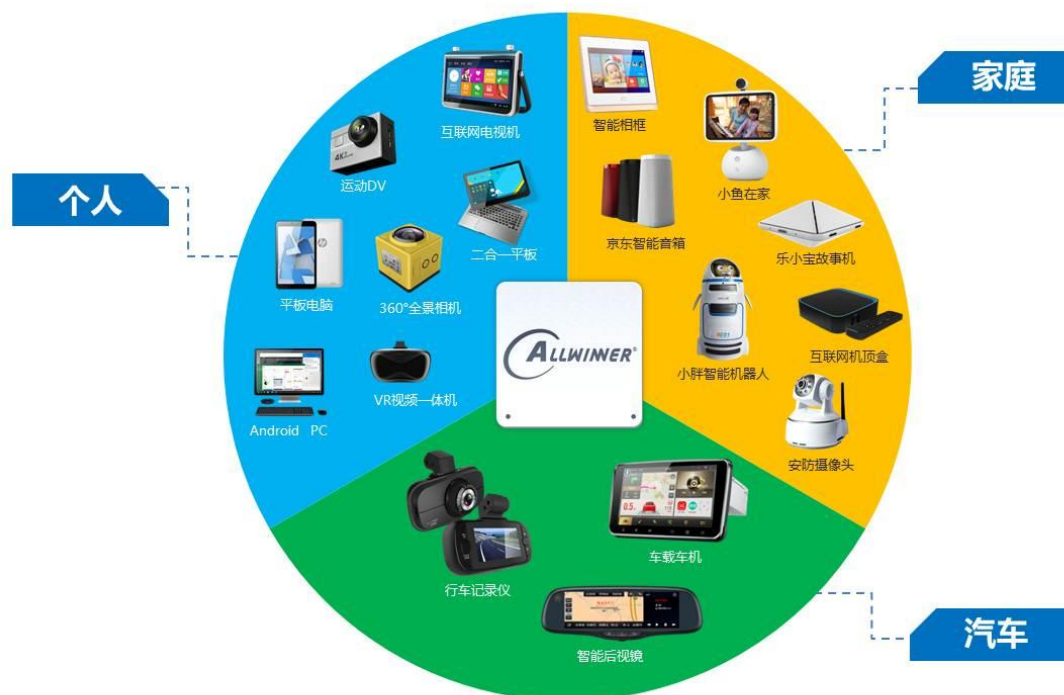 家庭
个人
汽车
互联网电视机
运动DV
4K
二合一平板
平板电脑
360°全景相机
VR视频一体机
Android PC
智能相框
小鱼在家
京东智能音箱
乐小宝故事机
小胖智能机器人
互联网机顶盒
安防摄像头
ALLWINNER®
行车记录仪
车载车机
0.5
智能后视镜